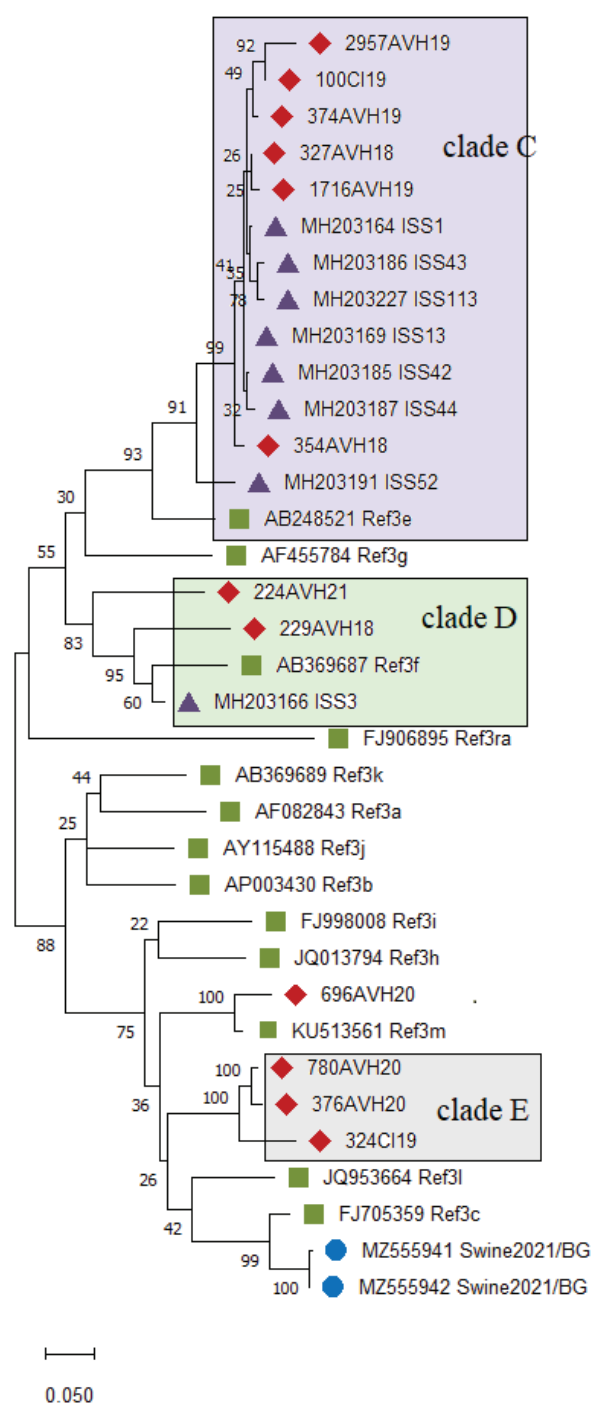 92
2957AVH19
49
100CI19
374AVH19
clade C
26
327AVH18
25
1716AVH19
MH203164 ISS1
41
55
MH203186 ISS43
78
MH203227 ISS113
MH203169 ISS13
99
MH203185 ISS42
32
MH203187 ISS44
91
354AVH18
93
MH203191 ISS52
30
AB248521 Ref3e
55
AF455784 Ref3g
224AVH21
clade D
83
229AVH18
95
AB369687 Ref3f
60
MH203166 ISS3
FJ906895 Ref3ra
44
AB369689 Ref3k
25
AF082843 Ref3a
AY115488 Ref3j
AP003430 Ref3b
88
22
FJ998008 Ref3i
JQ013794 Ref3h
100
696AVH20
75
KU513561 Ref3m
100
780AVH20
100
376AVH20
clade E
36
324CI19
26
JQ953664 Ref3l
42
FJ705359 Ref3c
99
MZ555941 Swine2021/BG
100
MZ555942 Swine2021/BG
0.050